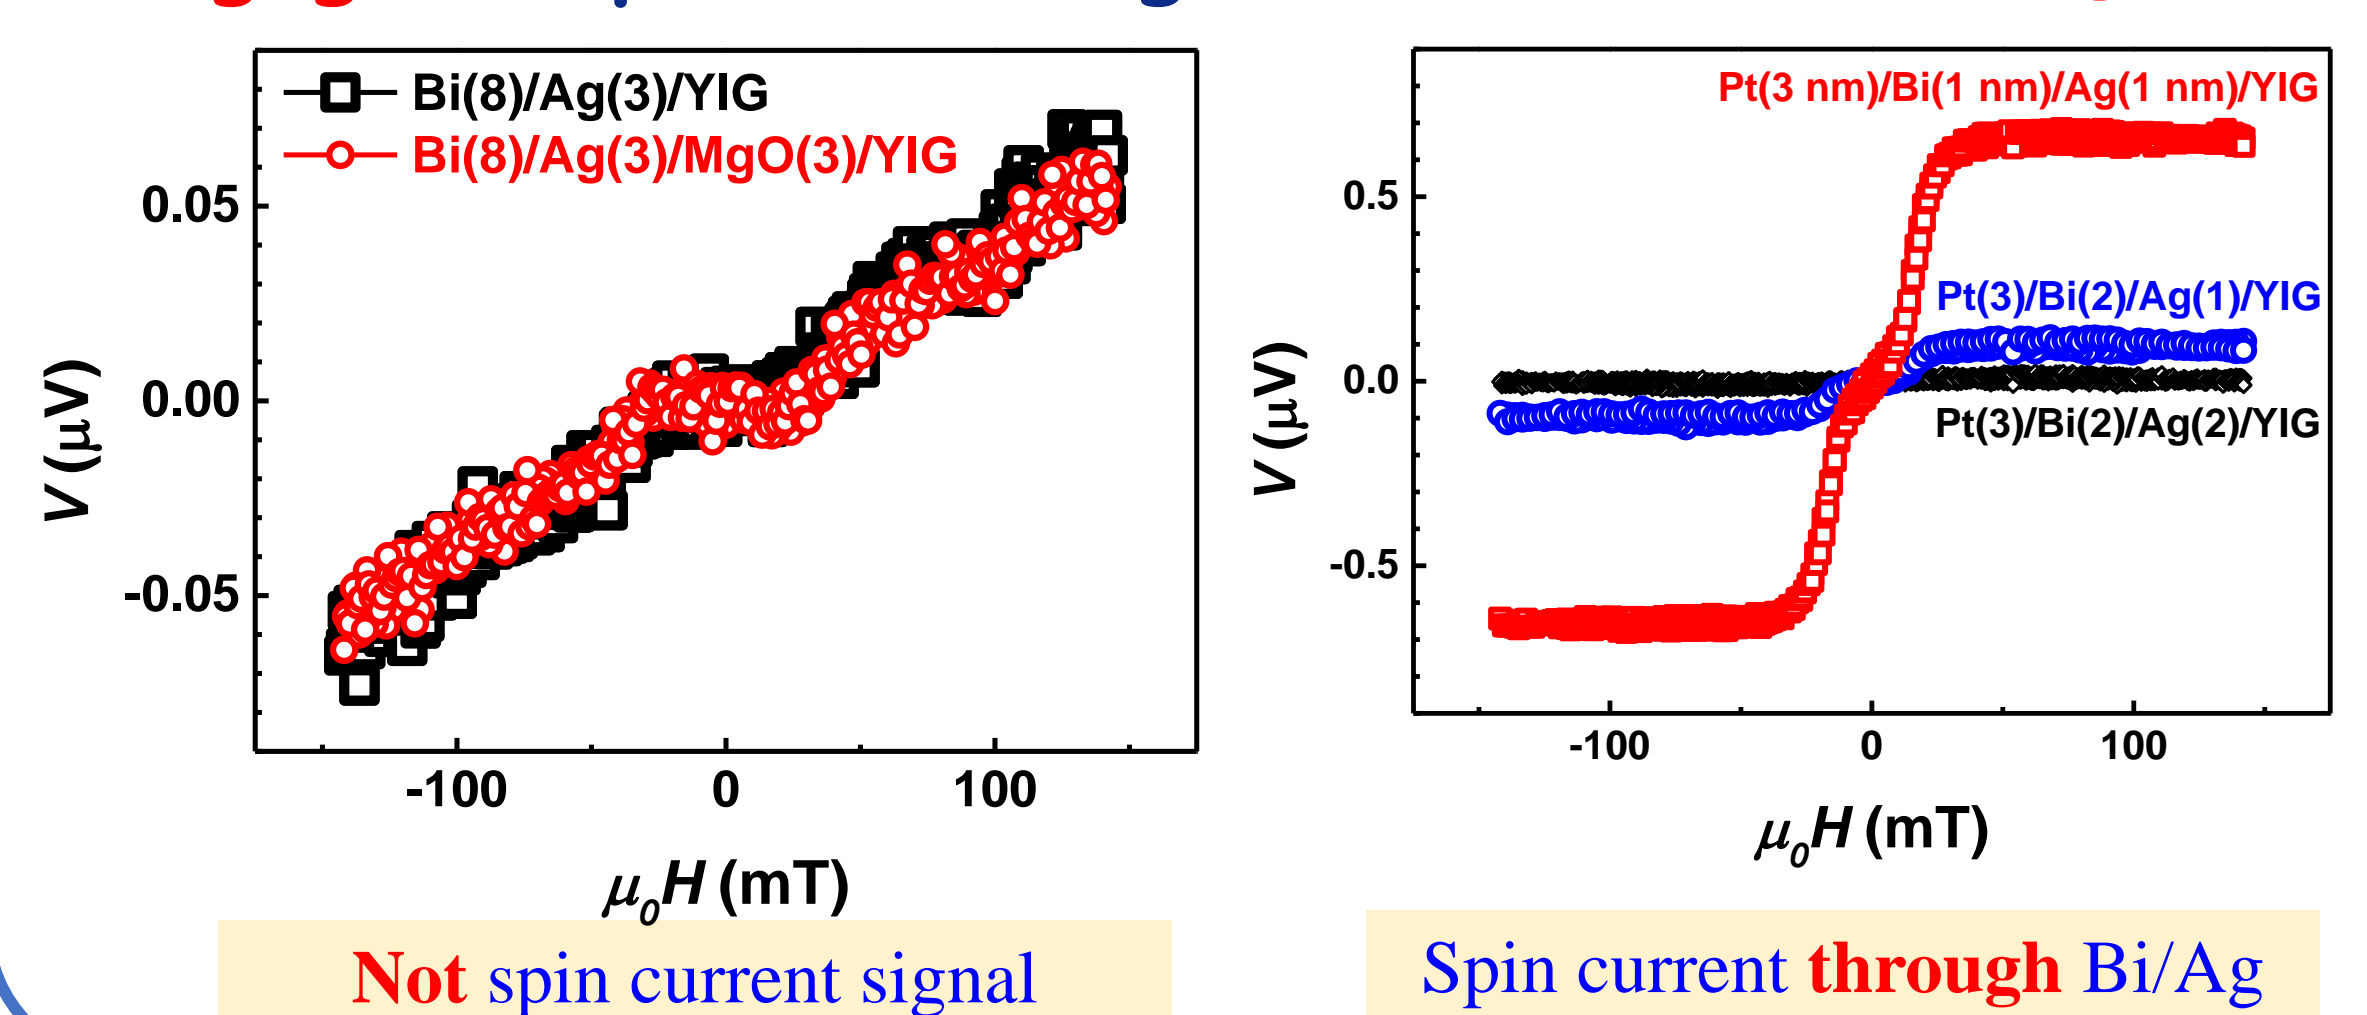 Bi(8)/Ag(3)/YIG
Bi(8)/Ag(3)/MgO(3)/YIG
0.05
0.00
-0.05
V (μV)
-100 0 100
μ₀H (mT)
Not spin current signal
Pt(3 nm)/Bi(1 nm)/Ag(1 nm)/YIG
Pt(3)/Bi(2)/Ag(1)/YIG
Pt(3)/Bi(2)/Ag(2)/YIG
0.5
0.0
-0.5
V (μV)
-100 0 100
μ₀H (mT)
Spin current through Bi/Ag